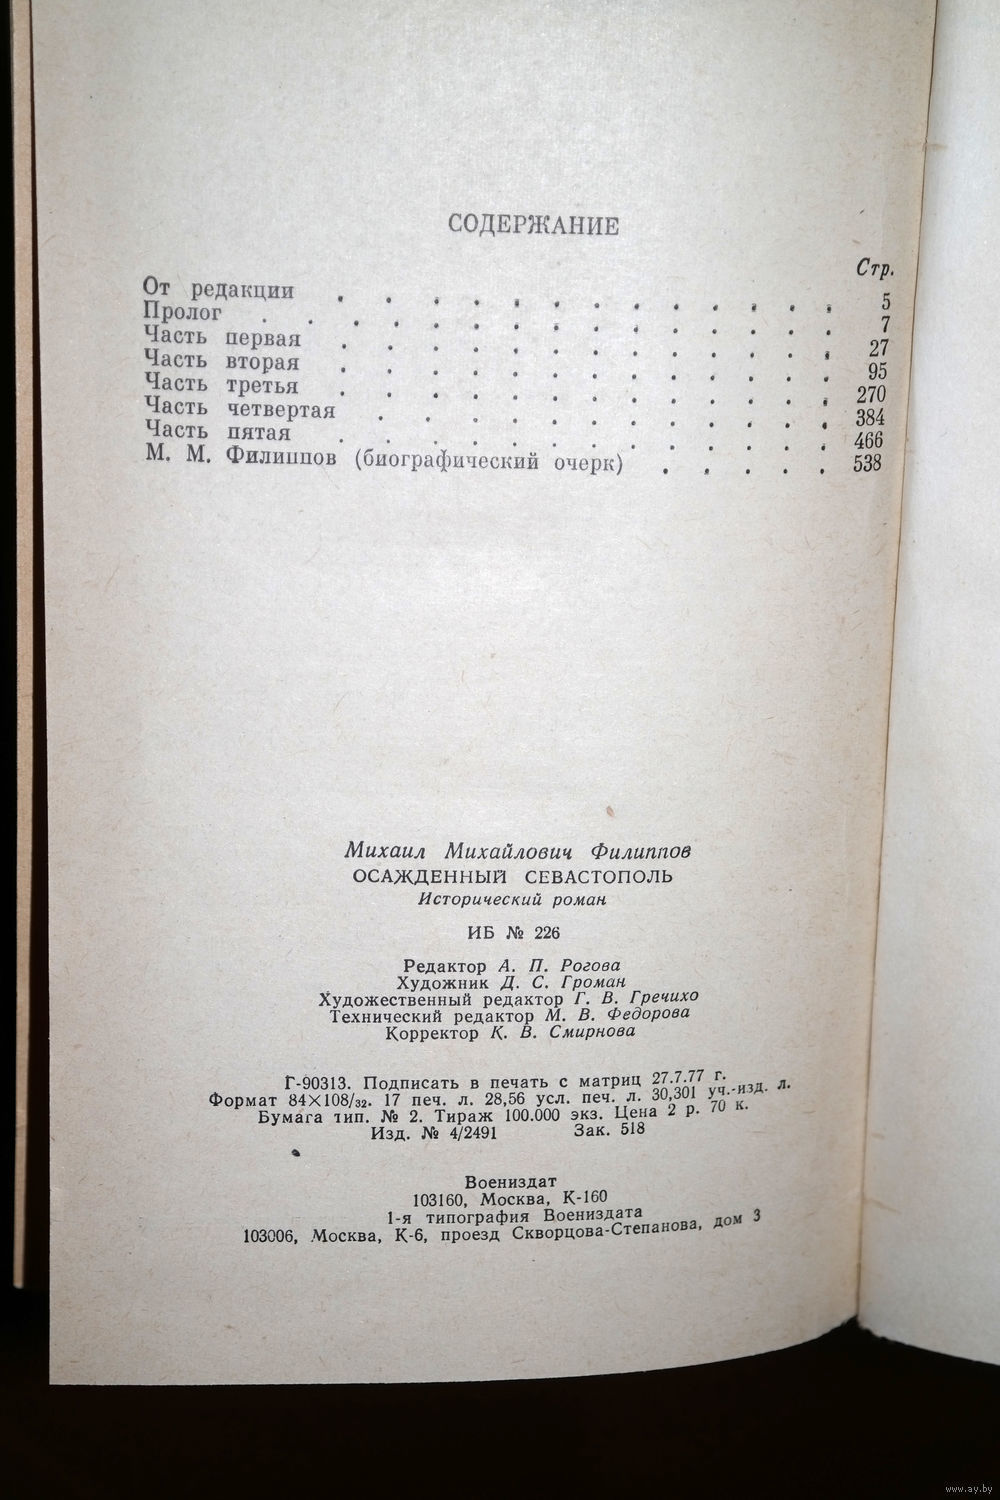 СОДЕРЖАНИЕ
Стр.
От редакции . . . . . . . . . . . . . 5
Пролог . . . . . . . . . . . . . . . 7
Часть первая . . . . . . . . . . . . . 27
Часть вторая . . . . . . . . . . . . . 95
Часть третья . . . . . . . . . . . . . 270
Часть четвертая . . . . . . . . . . . . 384
Часть пятая . . . . . . . . . . . . . 466
М. М. Филиппов (биографический очерк) . . . . . 538
Михаил Михайлович Филиппов
ОСАЖДЕННЫЙ СЕВАСТОПОЛЬ
Исторический роман
ИБ № 226
Редактор А. П. Рогова
Художник Д. С. Громан
Художественный редактор Г. В. Гречихо
Технический редактор М. В. Федорова
Корректор К. В. Смирнова
Г-90313. Подписать в печать с матриц 27.7.77 г.
Формат 84×108/32. 17 печ. л. 28,56 усл. печ. л. 30,301 уч.-изд. л.
Бумага тип. № 2. Тираж 100.000 экз. Цена 2 р. 70 к.
Изд. № 4/2491 Зак. 518
Воениздат
103160, Москва, К-160
1-я типография Воениздата
103006, Москва, К-6, проезд Скворцова-Степанова, дом 3
www.ay.by